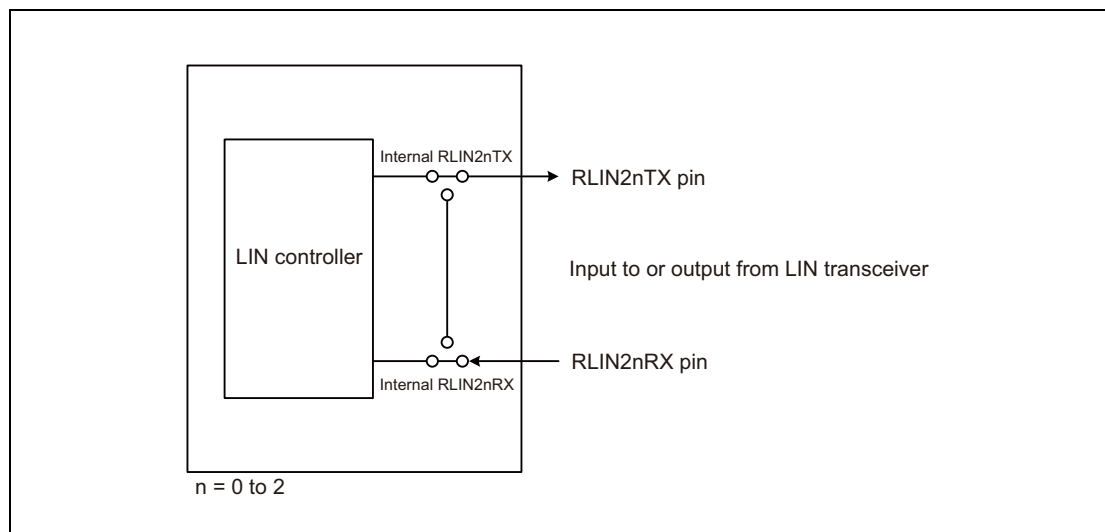 Internal RLIN2nTX
RLIN2nTX pin
LIN controller
Input to or output from LIN transceiver
RLIN2nRX pin
Internal RLIN2nRX
n = 0 to 2